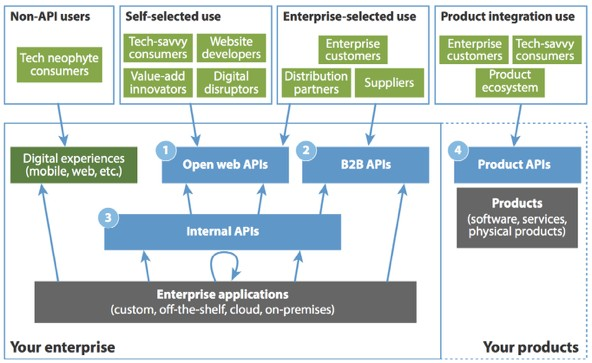 Non-API users
Tech neophyte
consumers
Self-selected use
Tech-savvy
consumers
Website
developers
Value-add
innovators
Digital
disruptors
Enterprise-selected use
Enterprise
customers
Distribution
partners
Suppliers
Product integration use
Enterprise
customers
Tech-savvy
consumers
Product
ecosystem
Digital experiences
(mobile, web, etc.)
1
Open web APIs
2
B2B APIs
4
Product APIs
Products
(software, services,
physical products)
3
Internal APIs
Enterprise applications
(custom, off-the-shelf, cloud, on-premises)
Your enterprise
Your products